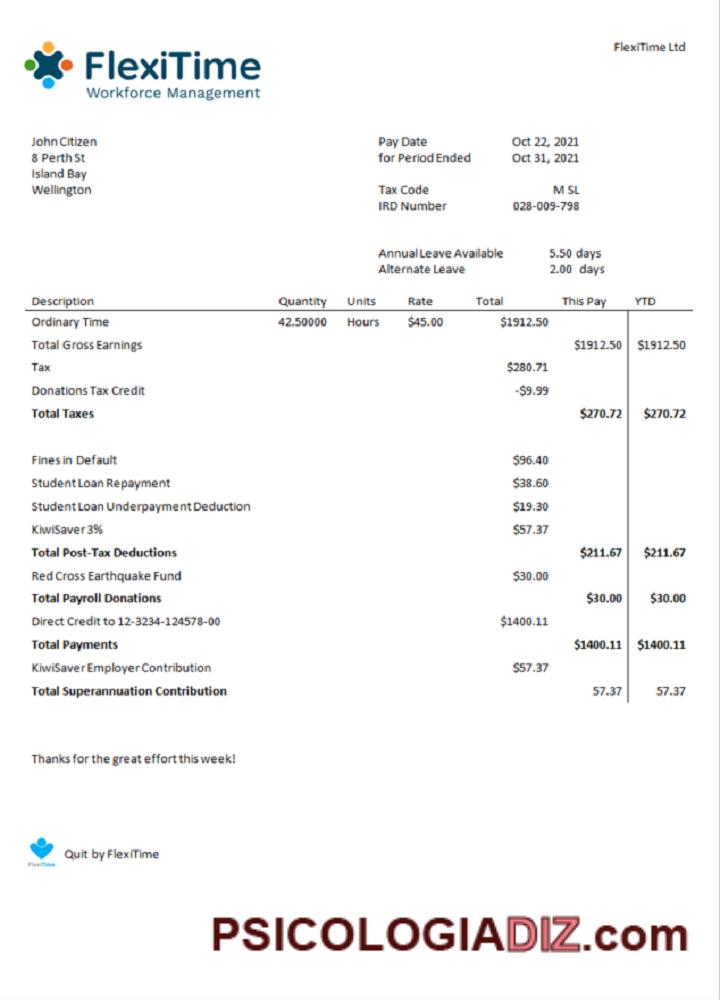 FlexiTime Ltd
FlexiTime
Workforce Management
John Citizen
8 Perth St
Island Bay
Wellington
Pay Date Oct 22, 2021
for Period Ended Oct 31, 2021
Tax Code M SL
IRD Number 028-009-798
Annual Leave Available 5.50 days
Alternate Leave 2.00 days
Description Quantity Units Rate Total This Pay YTD
Ordinary Time 42.50000 Hours $45.00 $1912.50
Total Gross Earnings $1912.50 $1912.50
Tax $280.71
Donations Tax Credit -$9.99
Total Taxes $270.72 $270.72
Fines in Default $96.40
Student Loan Repayment $38.60
Student Loan Underpayment Deduction $19.30
KiwiSaver 3% $57.37
Total Post-Tax Deductions $211.67 $211.67
Red Cross Earthquake Fund $30.00
Total Payroll Donations $30.00 $30.00
Direct Credit to 12-3234-124578-00 $1400.11
Total Payments $1400.11 $1400.11
KiwiSaver Employer Contribution $57.37
Total Superannuation Contribution 57.37 57.37
Thanks for the great effort this week!
FlexiTime
Quit by FlexiTime
PSICOLOGIADIZ.com